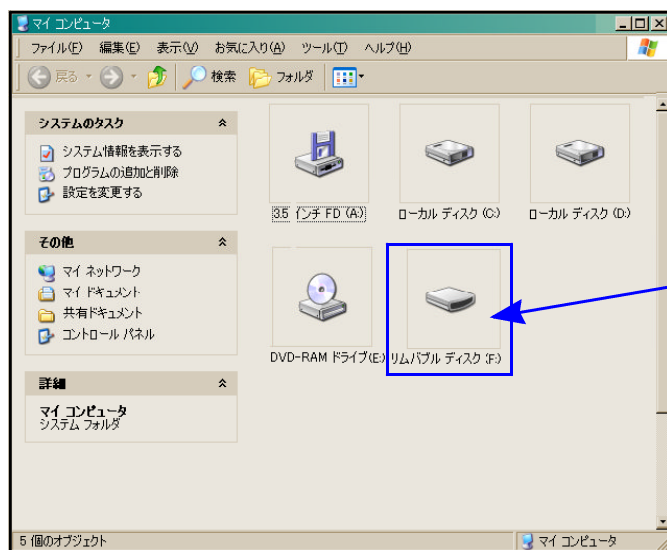 マイ コンピュータ
ファイル(F) 編集(E) 表示(V) お気に入り(A) ツール(T) ヘルプ(H)
戻る 検索 フォルダ
システムのタスク
システム情報を表示する
プログラムの追加と削除
設定を変更する
その他
マイ ネットワーク
マイ ドキュメント
共有ドキュメント
コントロール パネル
詳細
マイ コンピュータ
システム フォルダ
3.5 インチ FD (A:)
ローカル ディスク (C:)
ローカル ディスク (D:)
DVD-RAM ドライブ(E:)
リムバブル ディスク (F:)
5 個のオブジェクト
マイ コンピュータ